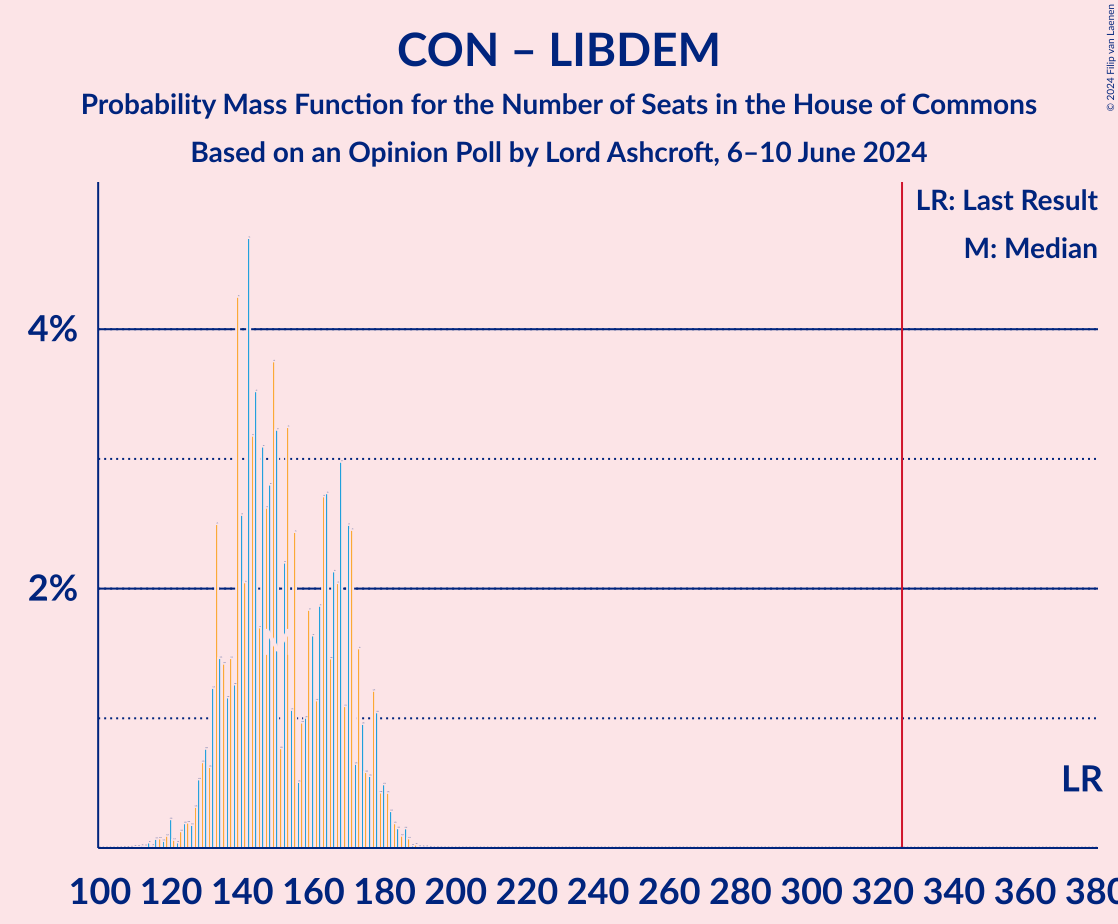 CON – LIBDEM
Probability Mass Function for the Number of Seats in the House of Commons
Based on an Opinion Poll by Lord Ashcroft, 6–10 June 2024
© 2024 Filip van Laenen
LR: Last Result
M: Median
4%
2%
LR
100 120 140 160 180 200 220 240 260 280 300 320 340 360 380